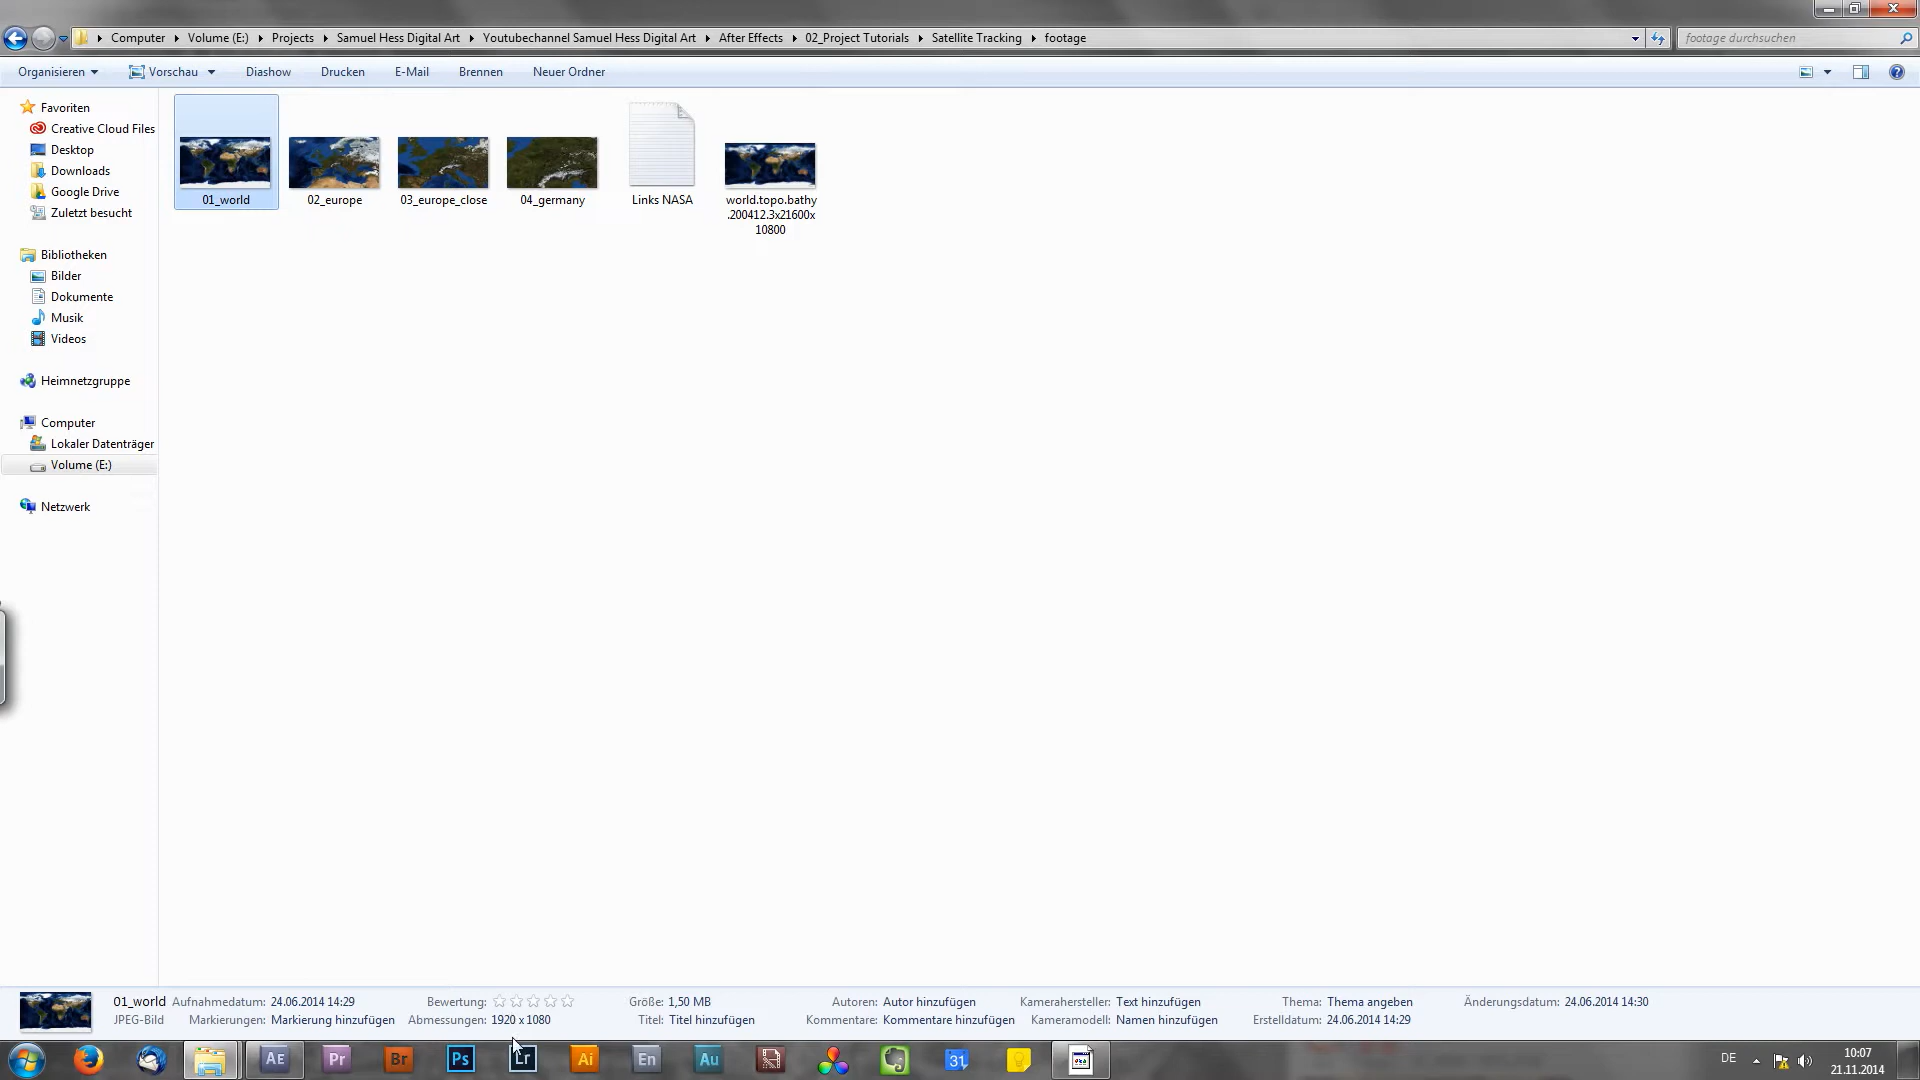 Computer Volume (E:) Projects Samuel Hess Digital Art Youtubechannel Samuel Hess Digital Art After Effects 02_Project Tutorials Satellite Tracking footage
footage durchsuchen
Organisieren Vorschau Diashow Drucken E-Mail Brennen Neuer Ordner
Favoriten
Creative Cloud Files
Desktop
Downloads
Google Drive
Zuletzt besucht
Bibliotheken
Bilder
Dokumente
Musik
Videos
Heimnetzgruppe
Computer
Lokaler Datenträger
Volume (E:)
Netzwerk
01_world
02_europe
03_europe_close
04_germany
Links NASA
world.topo.bathy
.200412.3x21600x
10800
01_world Aufnahmedatum: 24.06.2014 14:29 Bewertung: Größe: 1,50 MB Autoren: Autor hinzufügen Kamerahersteller: Text hinzufügen Thema: Thema angeben Änderungsdatum: 24.06.2014 14:30
JPEG-Bild Markierungen: Markierung hinzufügen Abmessungen: 1920 x 1080 Titel: Titel hinzufügen Kommentare: Kommentare hinzufügen Kameramodell: Namen hinzufügen Erstelldatum: 24.06.2014 14:29
AE Pr Br Ps Lr Ai En Au 31
DE
10:07
21.11.2014